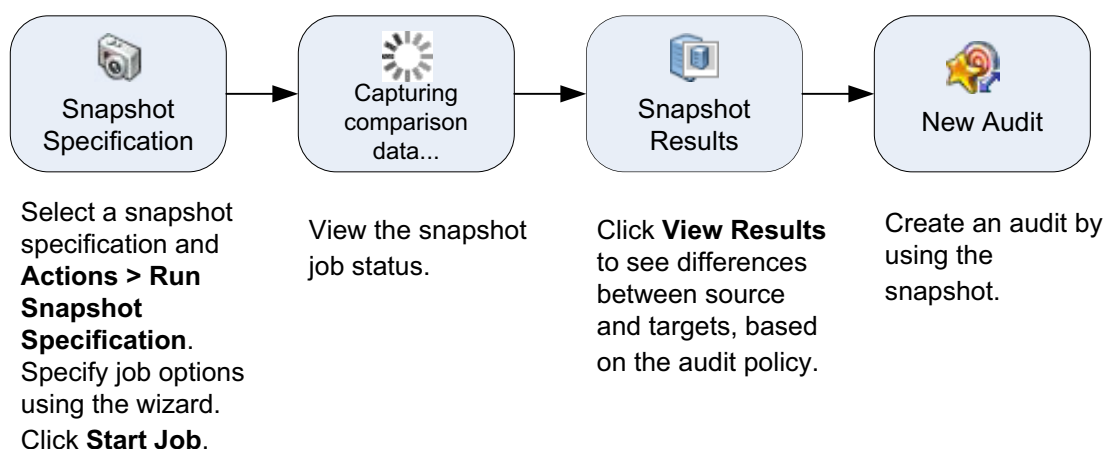 Snapshot
Specification
Capturing
comparison
data...
Snapshot
Results
New Audit
Select a snapshot
specification and
Actions > Run
Snapshot
Specification.
Specify job options
using the wizard.
Click Start Job.
View the snapshot
job status.
Click View Results
to see differences
between source
and targets, based
on the audit policy.
Create an audit by
using the
snapshot.